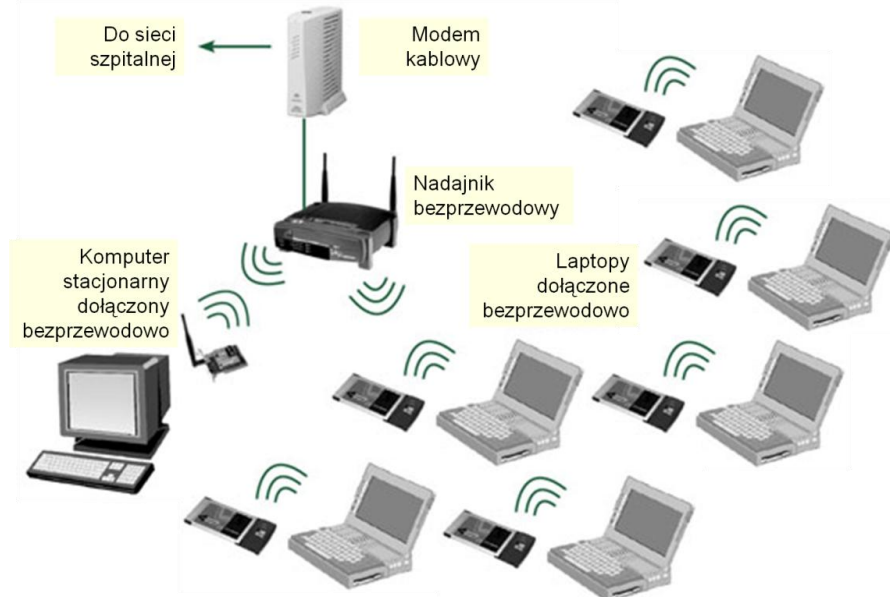 Do sieci
szpitalnej
Modem
kablowy
Nadajnik
bezprzewodowy
Komputer
stacjonarny
dołączony
bezprzewodowo
Laptopy
dołączone
bezprzewodowo